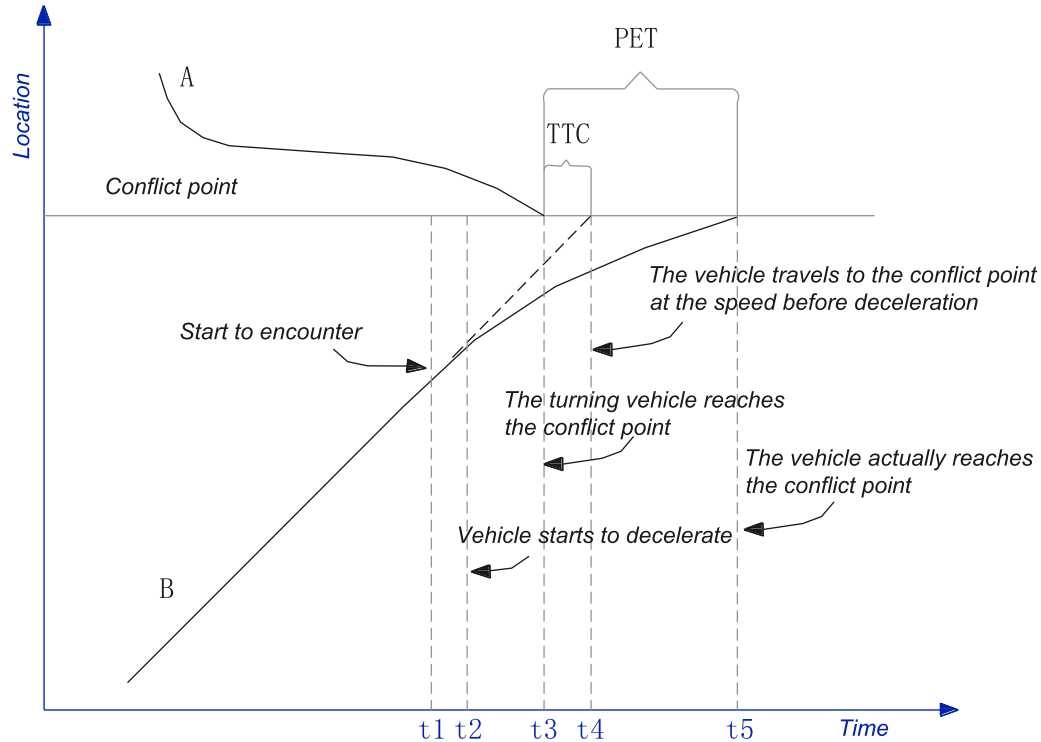 PET
A
Location
TTC
Conflict point
The vehicle travels to the conflict point
at the speed before deceleration
Start to encounter
The turning vehicle reaches
the conflict point
The vehicle actually reaches
the conflict point
Vehicle starts to decelerate
B
t1 t2 t3 t4 t5
Time